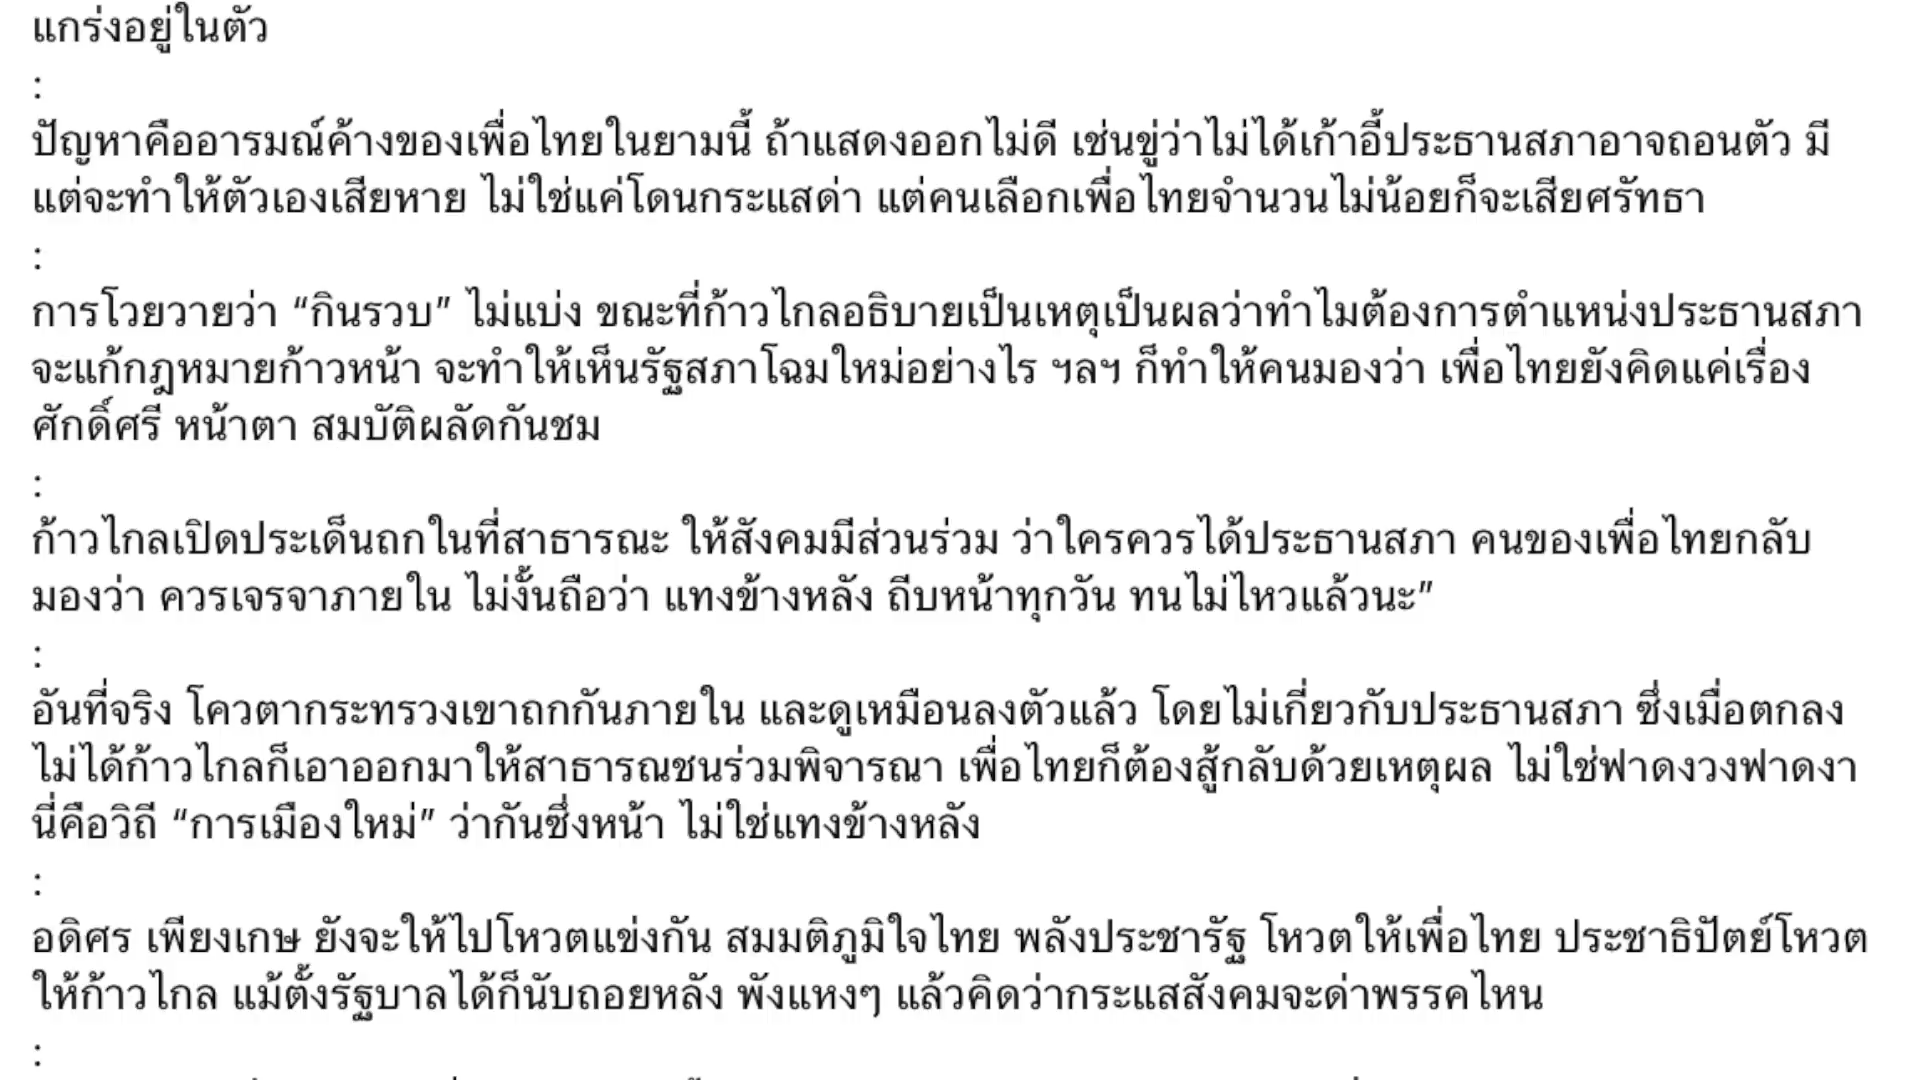 แกร่งอยู่ในตัว
:
ปัญหาคืออารมณ์ค้างของเพื่อไทยในยามนี้ ถ้าแสดงออกไม่ดี เช่นขู่ว่าไม่ได้เก้าอี้ประธานสภาอาจถอนตัว มี
แต่จะทำให้ตัวเองเสียหาย ไม่ใช่แค่โดนกระแสด่า แต่คนเลือกเพื่อไทยจำนวนไม่น้อยก็จะเสียศรัทธา
:
การโวยวายว่า “กินรวบ” ไม่แบ่ง ขณะที่ก้าวไกลอธิบายเป็นเหตุเป็นผลว่าทำไมต้องการตำแหน่งประธานสภา
จะแก้กฎหมายก้าวหน้า จะทำให้เห็นรัฐสภาโฉมใหม่อย่างไร ฯลฯ ก็ทำให้คนมองว่า เพื่อไทยยังคิดแค่เรื่อง
ศักดิ์ศรี หน้าตา สมบัติผลัดกันชม
:
ก้าวไกลเปิดประเด็นถกในที่สาธารณะ ให้สังคมมีส่วนร่วม ว่าใครควรได้ประธานสภา คนของเพื่อไทยกลับ
มองว่า ควรเจรจาภายใน ไม่งั้นถือว่า แทงข้างหลัง ถีบหน้าทุกวัน ทนไม่ไหวแล้วนะ”
:
อันที่จริง โควตากระทรวงเขาถกกันภายใน และดูเหมือนลงตัวแล้ว โดยไม่เกี่ยวกับประธานสภา ซึ่งเมื่อตกลง
ไม่ได้ก้าวไกลก็เอาออกมาให้สาธารณชนร่วมพิจารณา เพื่อไทยก็ต้องสู้กลับด้วยเหตุผล ไม่ใช่ฟาดงวงฟาดงา
นี่คือวิถี “การเมืองใหม่” ว่ากันซึ่งหน้า ไม่ใช่แทงข้างหลัง
:
อดิศร เพียงเกษ ยังจะให้ไปโหวตแข่งกัน สมมติภูมิใจไทย พลังประชารัฐ โหวตให้เพื่อไทย ประชาธิปัตย์โหวต
ให้ก้าวไกล แม้ตั้งรัฐบาลได้ก็นับถอยหลัง พังแหงๆ แล้วคิดว่ากระแสสังคมจะด่าพรรคไหน
: